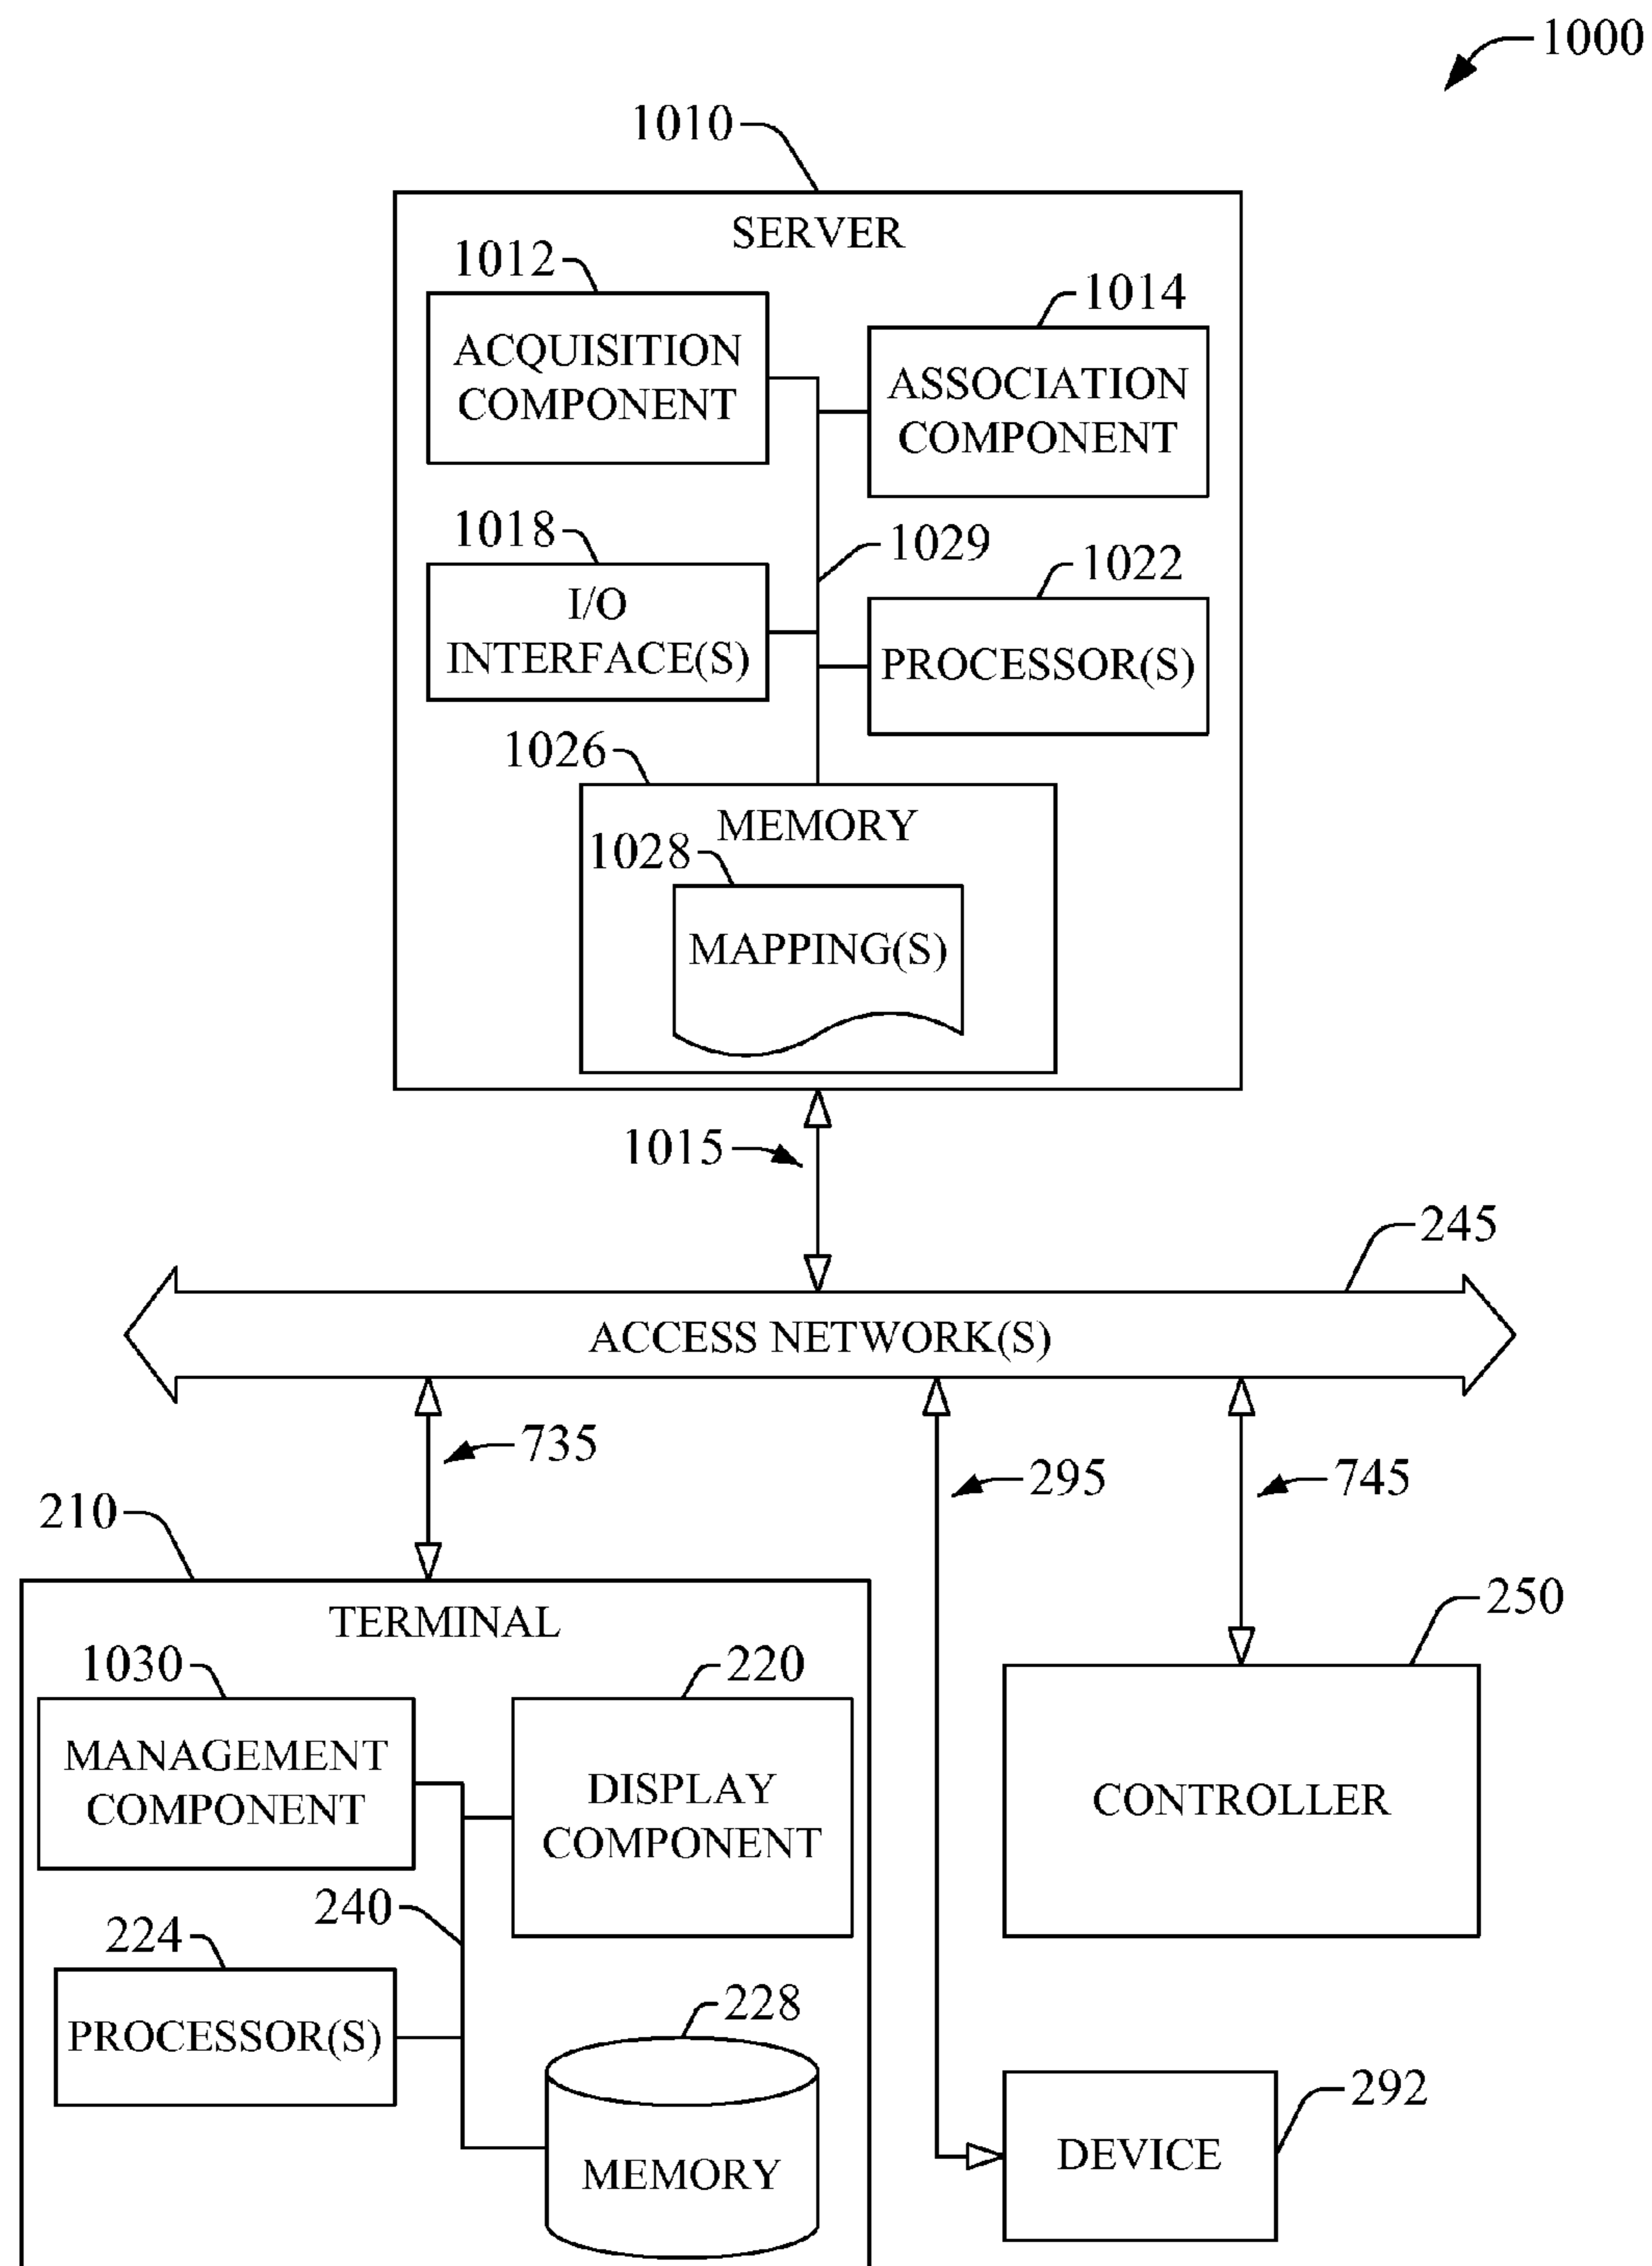 1000
1010
SERVER
1012
1014
ACQUISITION
COMPONENT
ASSOCIATION
COMPONENT
1018
1029
1022
I/O
INTERFACE(S)
PROCESSOR(S)
1026
MEMORY
1028
MAPPING(S)
1015
245
ACCESS NETWORK(S)
735
295
745
210
250
TERMINAL
1030
220
MANAGEMENT
COMPONENT
DISPLAY
COMPONENT
CONTROLLER
240
224
228
PROCESSOR(S)
292
MEMORY
DEVICE